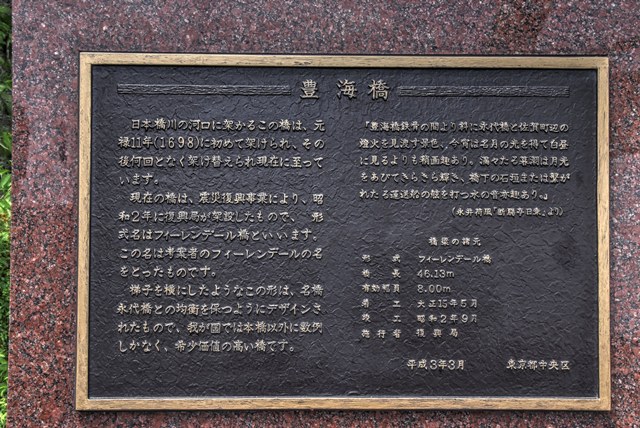 豊海橋
日本橋川の河口に架かるこの橋は、元
禄11年(1698)に初めて架けられ、その
後何回となく架け替えられ現在に至って
います。
現在の橋は、震災復興事業により、昭
和2年に復興局が架設したもので、 形
式名はフィーレンデール橋といいます。
この名は考案者のフィーレンデールの名
をとったものです。
梯子を横にしたようなこの形は、名橋
永代橋との均衡を保つようにデザインさ
れたもので、我が国では本橋以外に数例
しかなく、希少価値の高い橋です。
『豊海橋鉄骨の間より斜に永代橋と佐賀町辺の
燈火を見渡す景色、今宵は名月の光を得て白昼
に見るよりも稍画趣あり。満々たる暮潮は月光
をあびてきらきら輝き、橋下の石垣または繋が
れたる運送船の舷を打つ水の音亦趣あり。』
(永井荷風「断腸亭日乗」より)
橋梁の諸元
形 式 フィーレンデール橋
橋 長 46.13m
有効幅員 8.00m
着 工 大正15年5月
竣 工 昭和2年9月
施行者 復興局
平成3年3月 東京都中央区